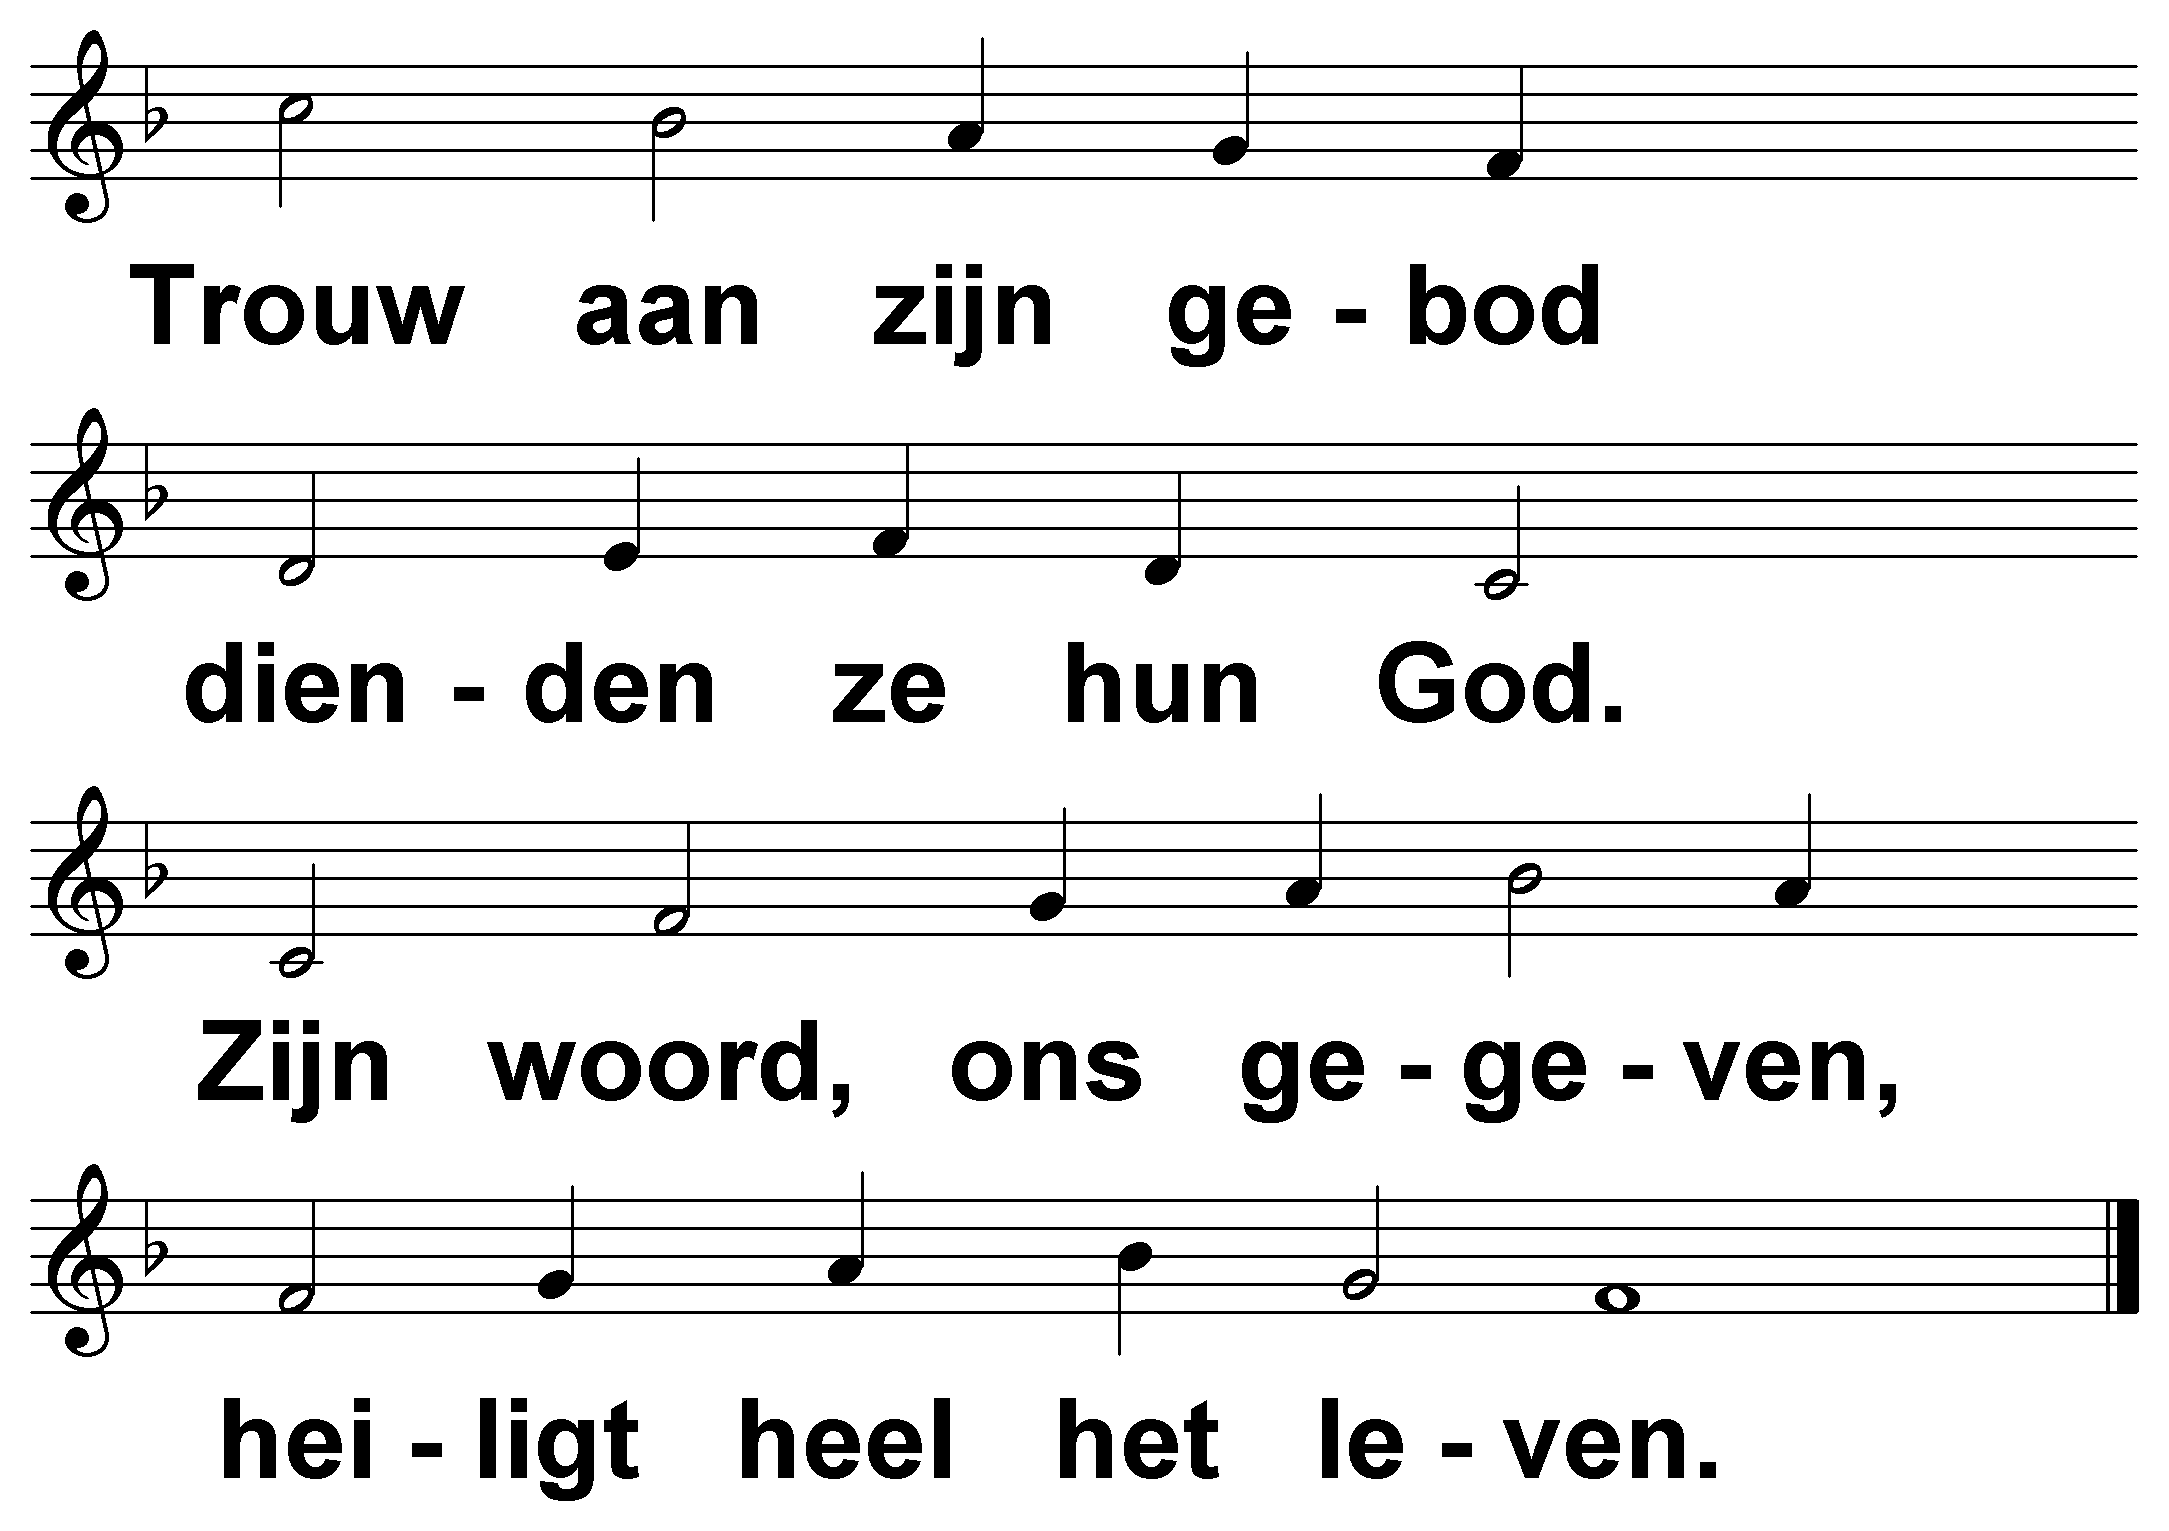 Trouw aan zijn ge - bod
dien - den ze hun God.
Zijn woord, ons ge - ge - ven,
hei - ligt heel het le - ven.